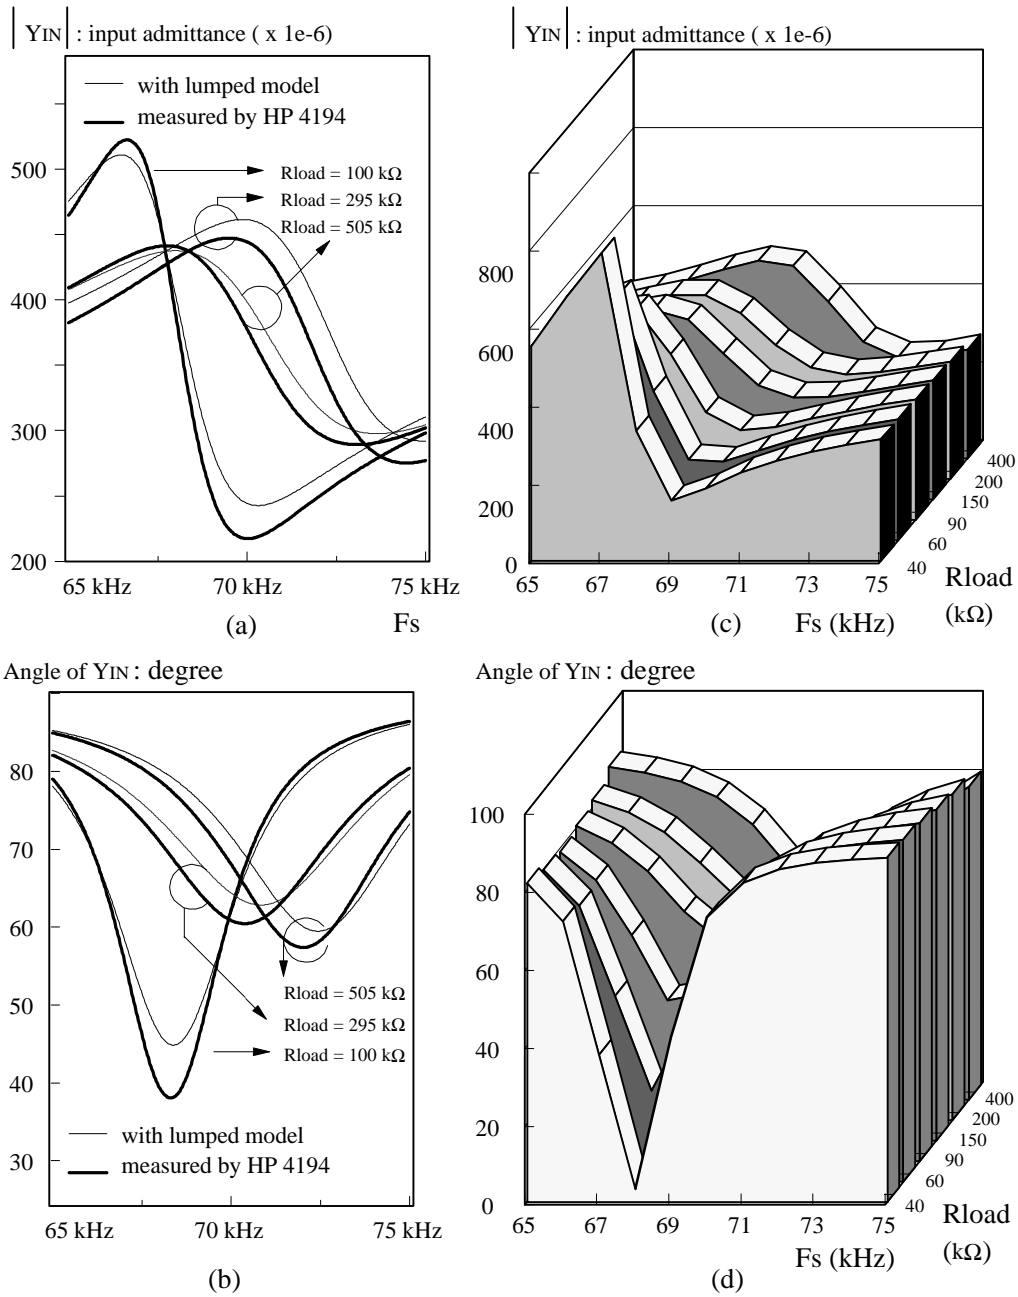 |YIN| : input admittance ( x 1e-6)
with lumped model
measured by HP 4194
500
400
300
200
Rload = 100 kΩ
Rload = 295 kΩ
Rload = 505 kΩ
65 kHz 70 kHz 75 kHz
(a) Fs
|YIN| : input admittance ( x 1e-6)
800
600
400
200
0
65 67 69 71 73 75
40
60
90
150
200
400
Rload
(kΩ)
(c) Fs (kHz)
Angle of YIN : degree
80
70
60
50
40
30
Rload = 505 kΩ
Rload = 295 kΩ
Rload = 100 kΩ
with lumped model
measured by HP 4194
65 kHz 70 kHz 75 kHz
(b)
Angle of YIN : degree
100
80
60
40
20
0
65 67 69 71 73 75
40
60
90
150
200
400
Rload
(kΩ)
Fs (kHz)
(d)